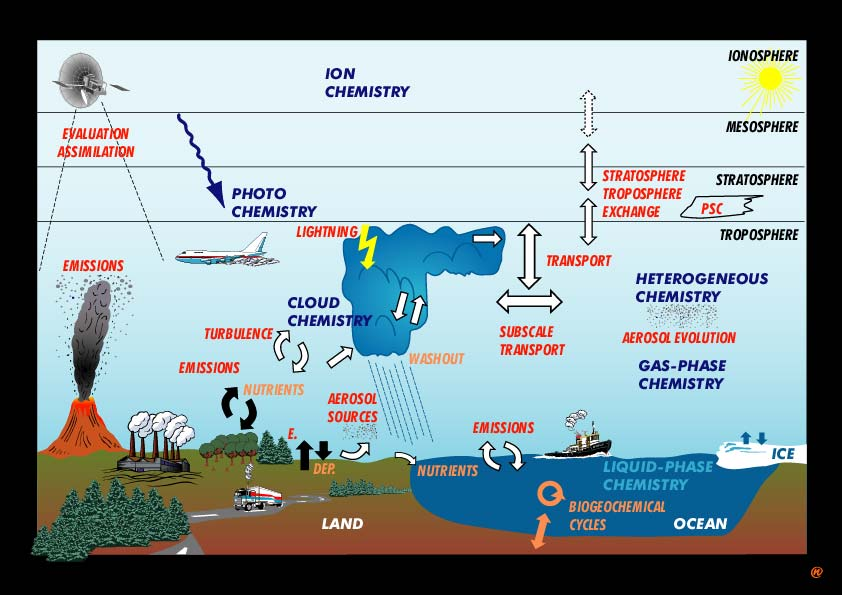 IONOSPHERE
ION
CHEMISTRY
MESOSPHERE
EVALUATION
ASSIMILATION
STRATOSPHERE
TROPOSPHERE
EXCHANGE
STRATOSPHERE
PSC
PHOTO
CHEMISTRY
LIGHTNING
TROPOSPHERE
TRANSPORT
EMISSIONS
HETEROGENEOUS
CHEMISTRY
CLOUD
CHEMISTRY
TURBULENCE
SUBSCALE
TRANSPORT
AEROSOL EVOLUTION
WASHOUT
EMISSIONS
GAS-PHASE
CHEMISTRY
NUTRIENTS
AEROSOL
SOURCES
E.
EMISSIONS
DEP.
NUTRIENTS
LIQUID-PHASE
CHEMISTRY
ICE
BIOGEOCHEMICAL
CYCLES
LAND
OCEAN